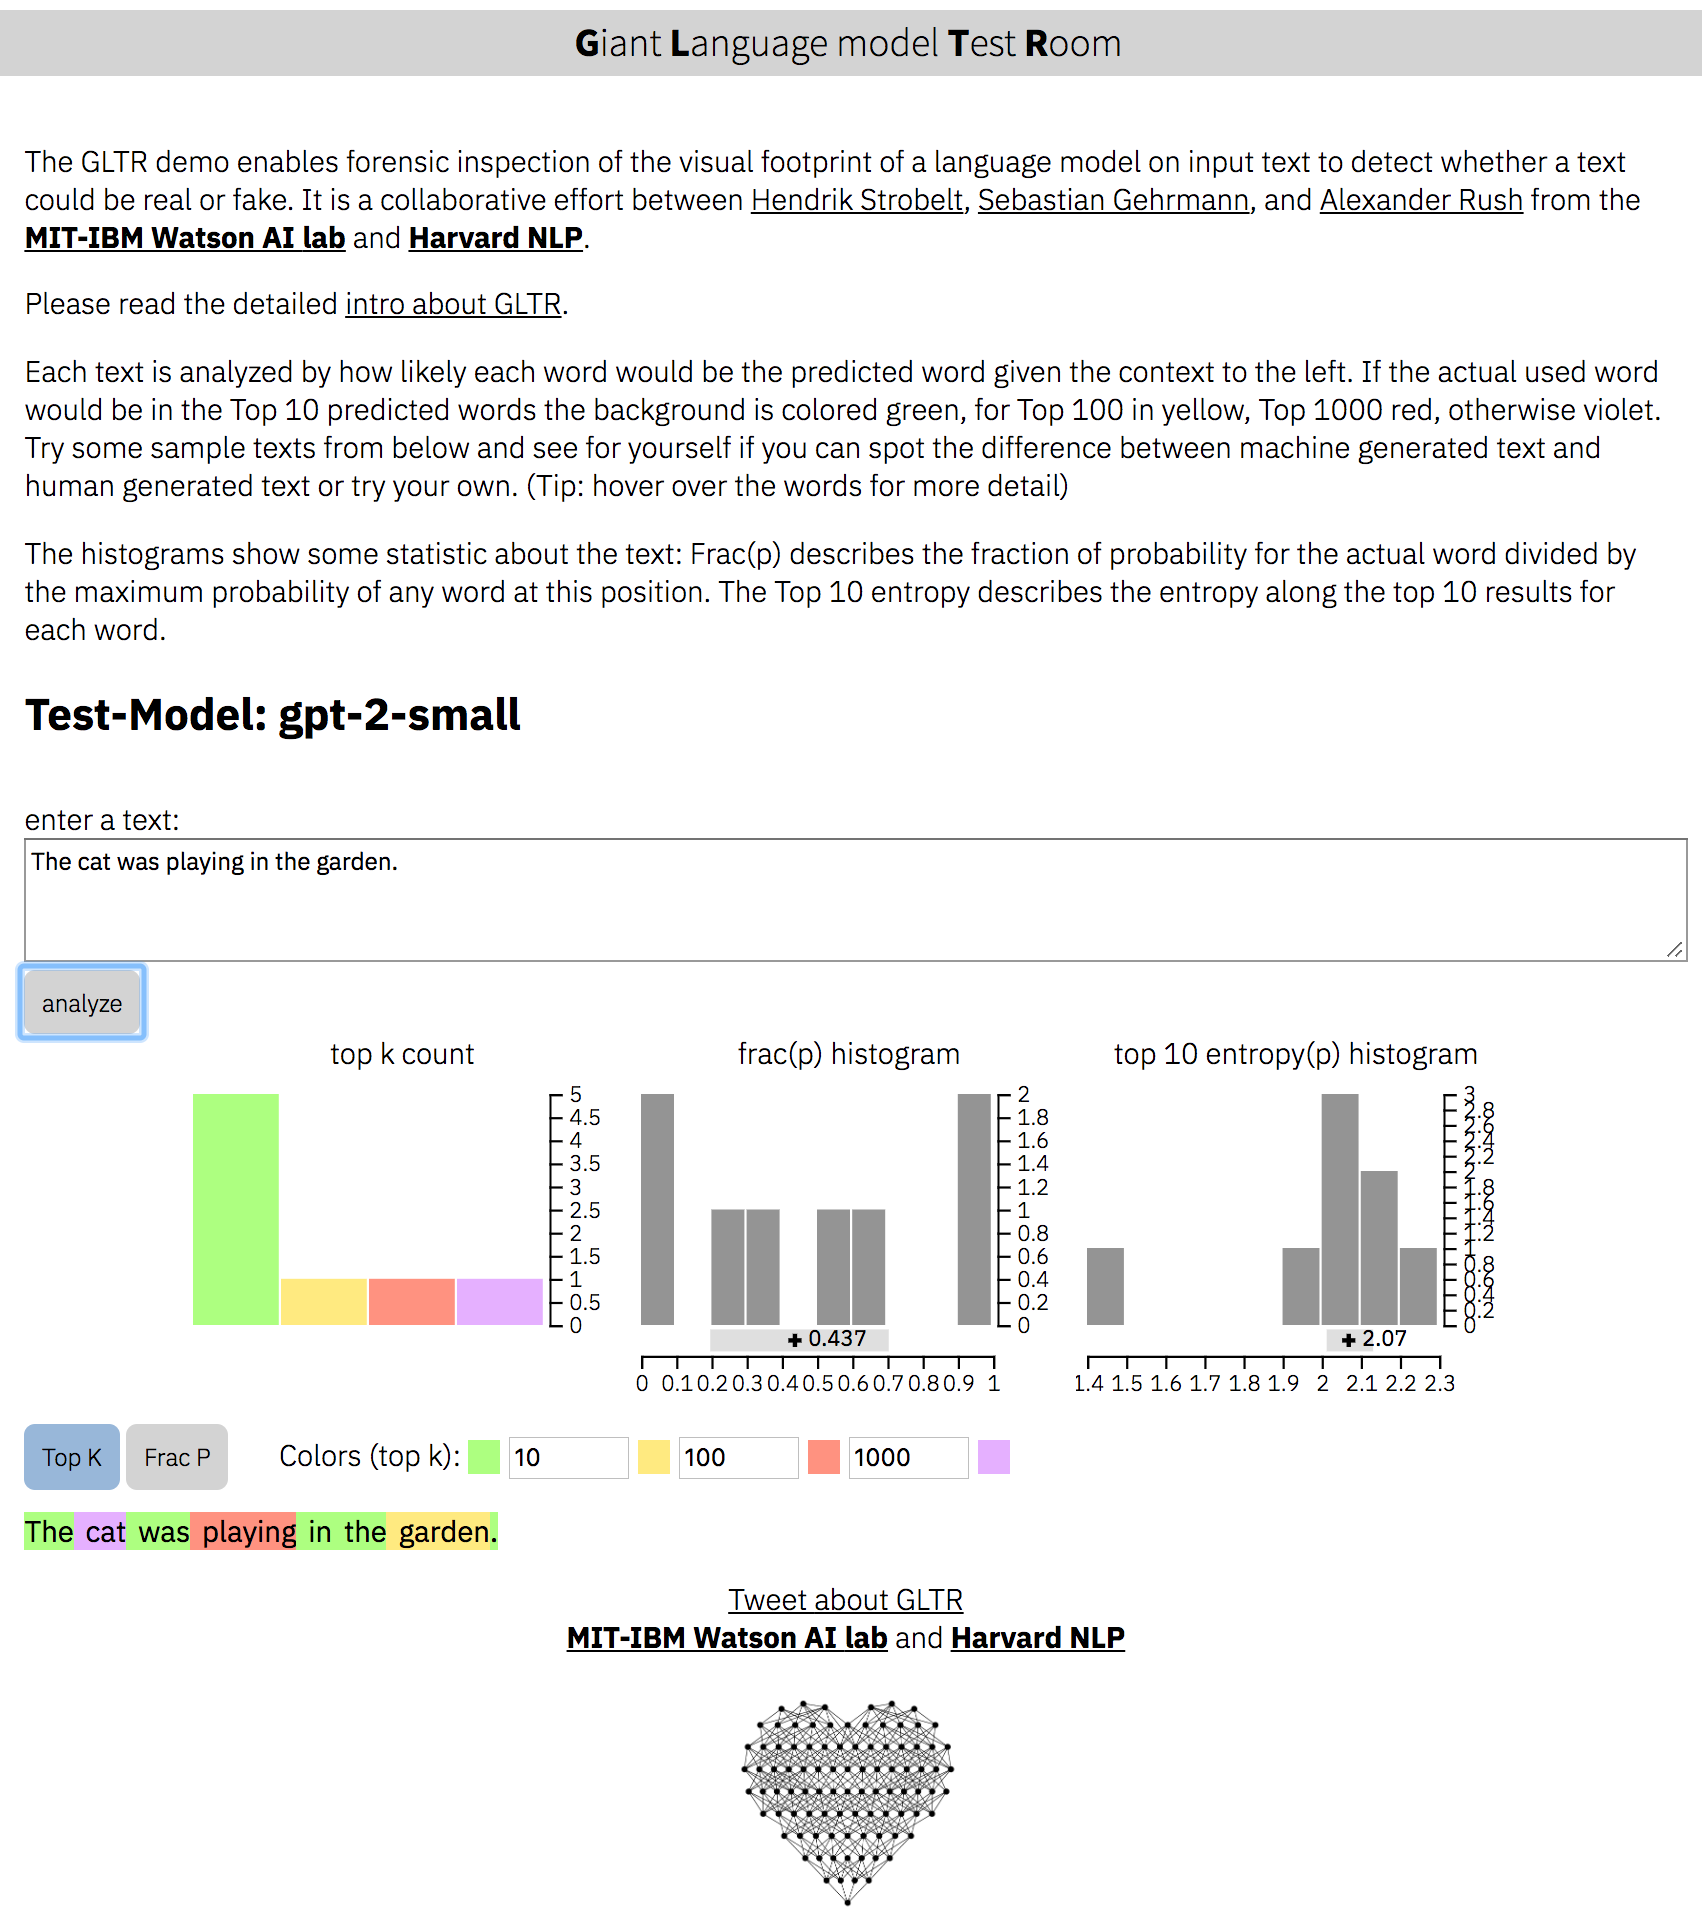 Giant Language model Test Room
The GLTR demo enables forensic inspection of the visual footprint of a language model on input text to detect whether a text
could be real or fake. It is a collaborative effort between Hendrik Strobelt, Sebastian Gehrmann, and Alexander Rush from the
MIT-IBM Watson AI lab and Harvard NLP.
Please read the detailed intro about GLTR.
Each text is analyzed by how likely each word would be the predicted word given the context to the left. If the actual used word
would be in the Top 10 predicted words the background is colored green, for Top 100 in yellow, Top 1000 red, otherwise violet.
Try some sample texts from below and see for yourself if you can spot the difference between machine generated text and
human generated text or try your own. (Tip: hover over the words for more detail)
The histograms show some statistic about the text: Frac(p) describes the fraction of probability for the actual word divided by
the maximum probability of any word at this position. The Top 10 entropy describes the entropy along the top 10 results for
each word.
Test-Model: gpt-2-small
enter a text:
The cat was playing in the garden.
analyze
top k count
5
4.5
4
3.5
3
2.5
2
1.5
1
0.5
0
frac(p) histogram
2
1.8
1.6
1.4
1.2
1
0.8
0.6
0.4
0.2
0
+ 0.437
0 0.1 0.2 0.3 0.4 0.5 0.6 0.7 0.8 0.9 1
top 10 entropy(p) histogram
3
2.8
2.6
2.4
2.2
2
1.8
1.6
1.4
1.2
1
0.8
0.6
0.4
0.2
0
+ 2.07
1.4 1.5 1.6 1.7 1.8 1.9 2 2.1 2.2 2.3
Top K Frac P Colors (top k): 10 100 1000
The cat was playing in the garden.
Tweet about GLTR
MIT-IBM Watson AI lab and Harvard NLP